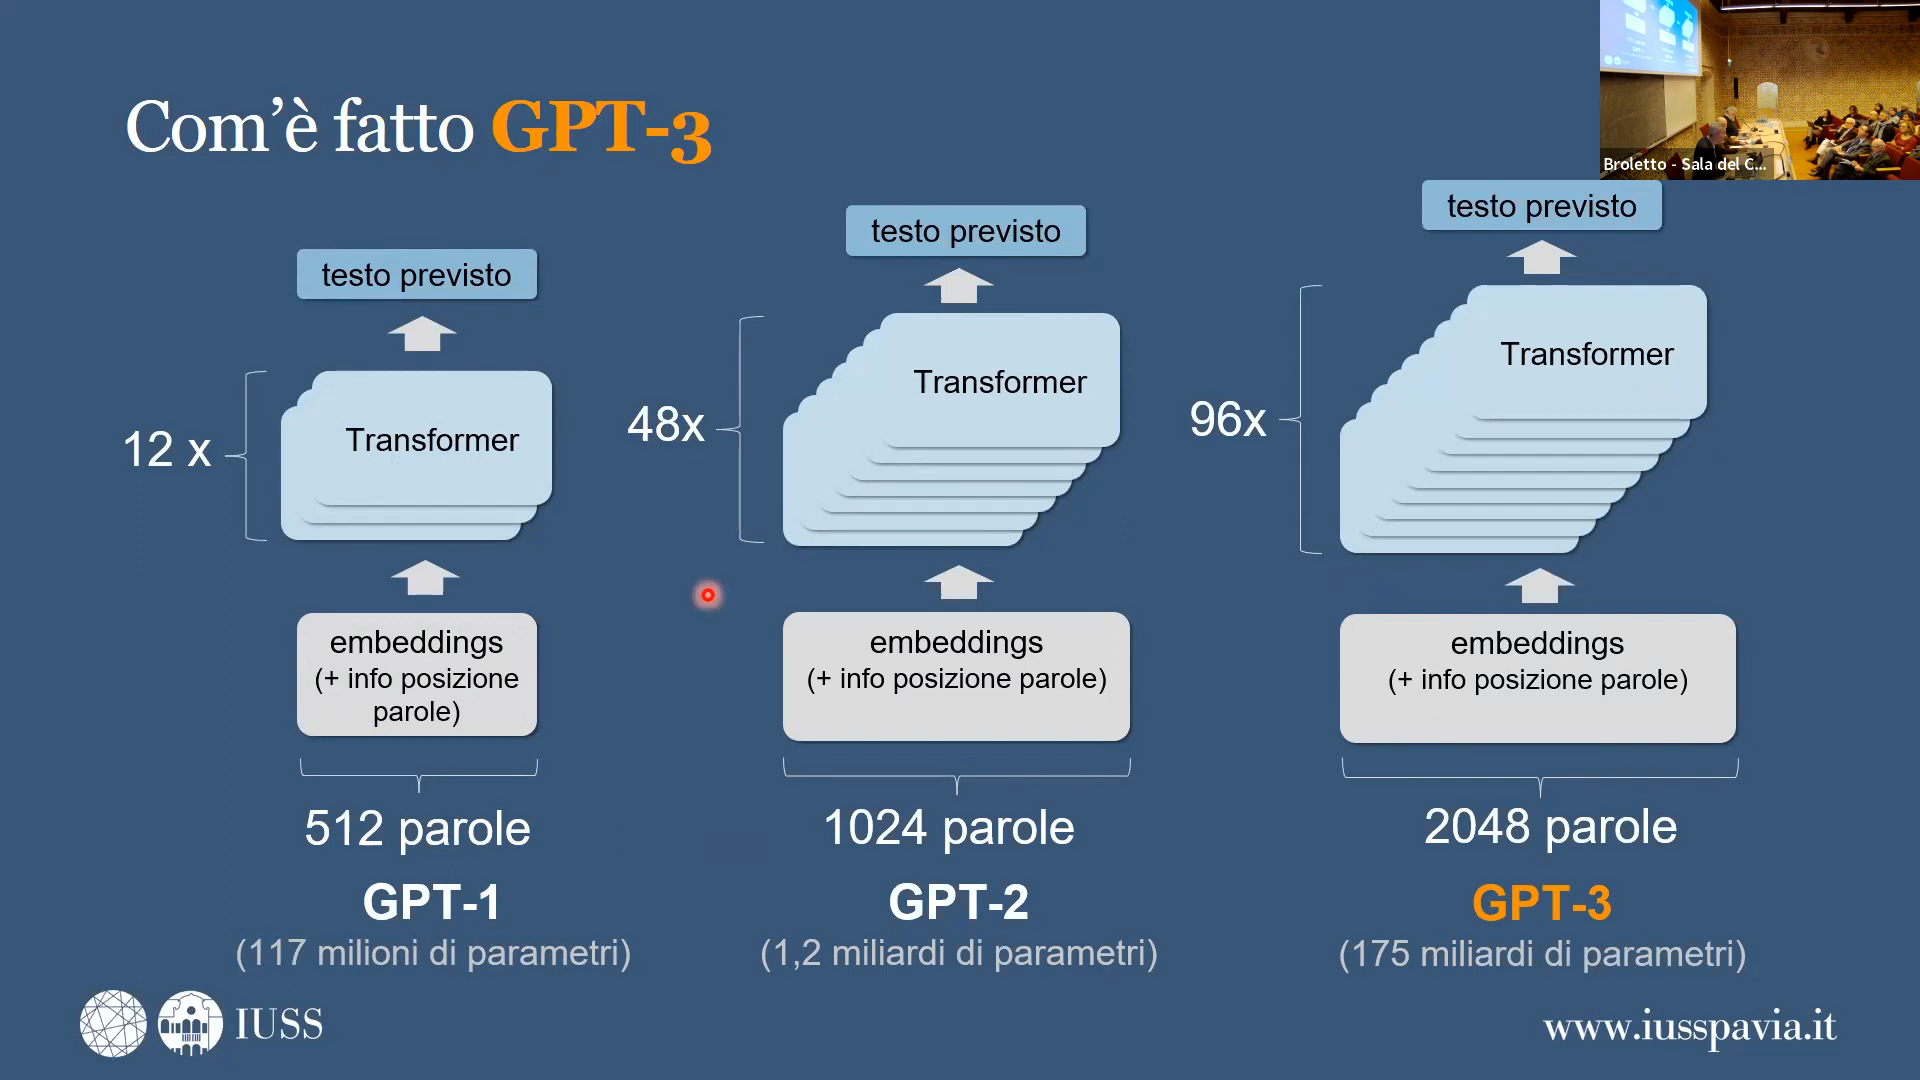 Com’è fatto GPT-3
Broletto - Sala del C...
testo previsto
testo previsto
testo previsto
12 x
Transformer
48x
Transformer
96x
Transformer
embeddings
(+ info posizione
parole)
embeddings
(+ info posizione parole)
embeddings
(+ info posizione parole)
512 parole
1024 parole
2048 parole
GPT-1
GPT-2
GPT-3
(117 milioni di parametri)
(1,2 miliardi di parametri)
(175 miliardi di parametri)
IUSS
www.iusspavia.it